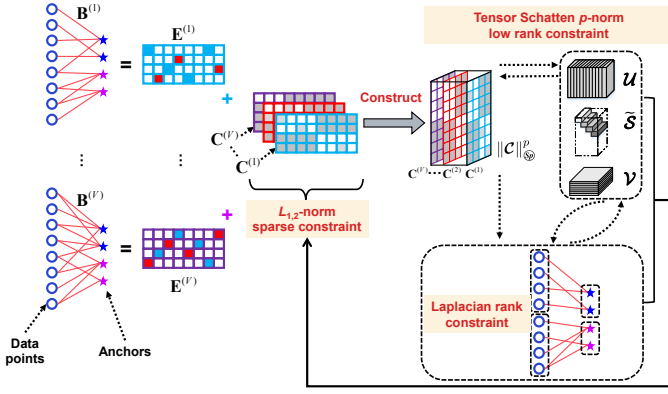 B^(1)
E^(1)
=
+
C^(V)
C^(1)
Construct
Tensor Schatten p-norm
low rank constraint
U
S̃
V
‖C‖^p_Sp
C^(V) C^(2) C^(1)
...
...
B^(V)
=
+
E^(V)
L1,2-norm
sparse constraint
Laplacian rank
constraint
Data
points
Anchors